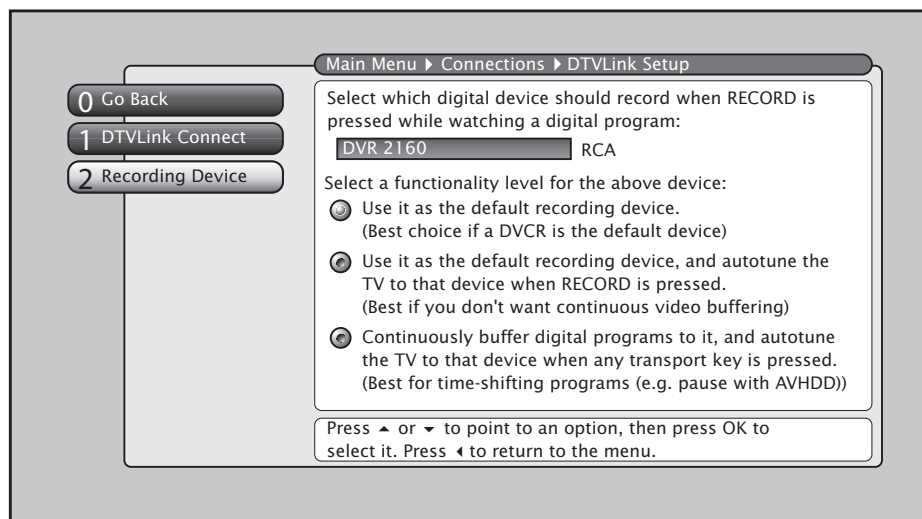 Main Menu ▸ Connections ▸ DTVLink Setup
0 Go Back
1 DTVLink Connect
2 Recording Device
Select which digital device should record when RECORD is
pressed while watching a digital program:
DVR 2160 RCA
Select a functionality level for the above device:
Use it as the default recording device.
(Best choice if a DVCR is the default device)
Use it as the default recording device, and autotune the
TV to that device when RECORD is pressed.
(Best if you don't want continuous video buffering)
Continuously buffer digital programs to it, and autotune
the TV to that device when any transport key is pressed.
(Best for time-shifting programs (e.g. pause with AVHDD))
Press ▲ or ▼ to point to an option, then press OK to
select it. Press ◂ to return to the menu.